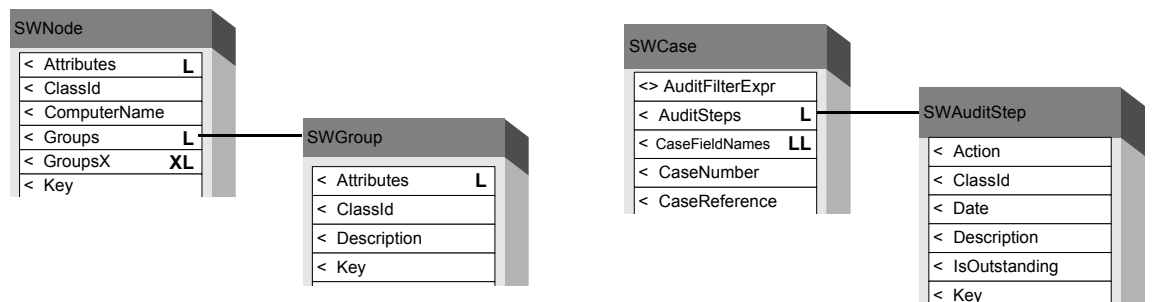 SWNode
< Attributes L
< ClassId
< ComputerName
< Groups L
< GroupsX XL
< Key
SWGroup
< Attributes L
< ClassId
< Description
< Key
SWCase
<> AuditFilterExpr
< AuditSteps L
< CaseFieldNames LL
< CaseNumber
< CaseReference
SWAuditStep
< Action
< ClassId
< Date
< Description
< IsOutstanding
< Key